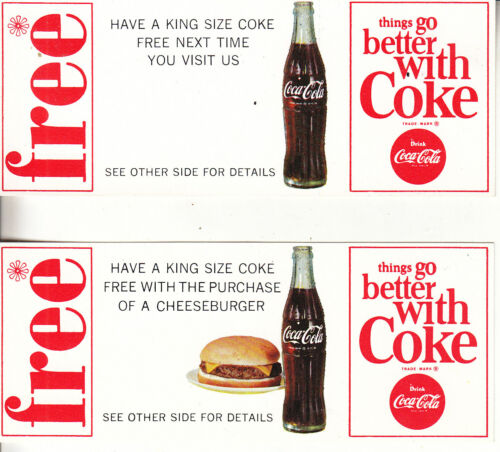 free
HAVE A KING SIZE COKE
FREE NEXT TIME
YOU VISIT US
SEE OTHER SIDE FOR DETAILS
Coca-Cola
things go
better
with
Coke
TRADE-MARK ®
Drink
Coca-Cola
free
HAVE A KING SIZE COKE
FREE WITH THE PURCHASE
OF A CHEESEBURGER
SEE OTHER SIDE FOR DETAILS
Coca-Cola
things go
better
with
Coke
TRADE-MARK ®
Drink
Coca-Cola